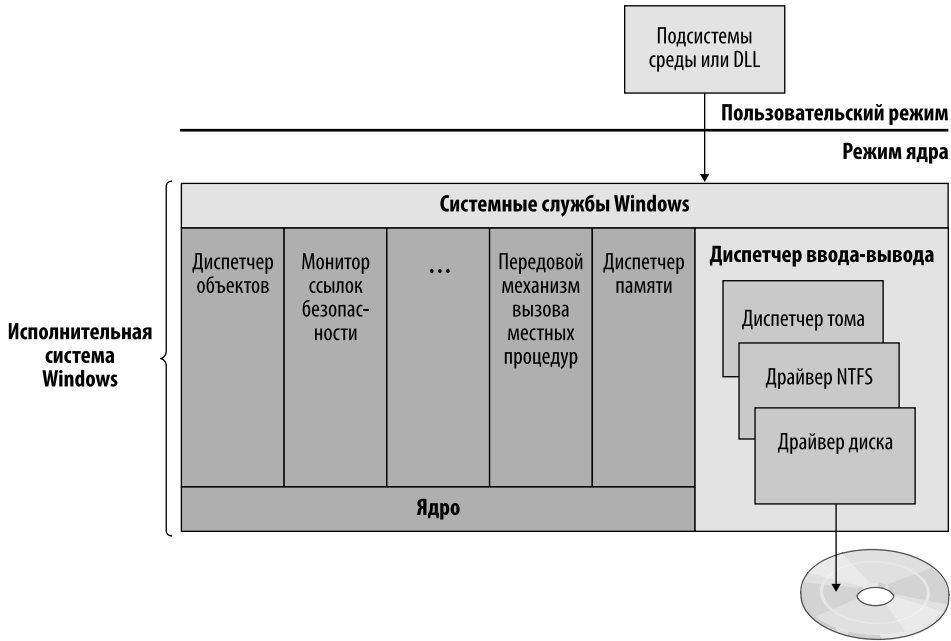 Подсистемы
среды или DLL
Пользовательский режим
Режим ядра
Системные службы Windows
Исполнительная
система
Windows
Диспетчер
объектов
Монитор
ссылок
безопас-
ности
...
Передовой
механизм
вызова
местных
процедур
Диспетчер
памяти
Диспетчер ввода-вывода
Диспетчер тома
Драйвер NTFS
Драйвер диска
Ядро